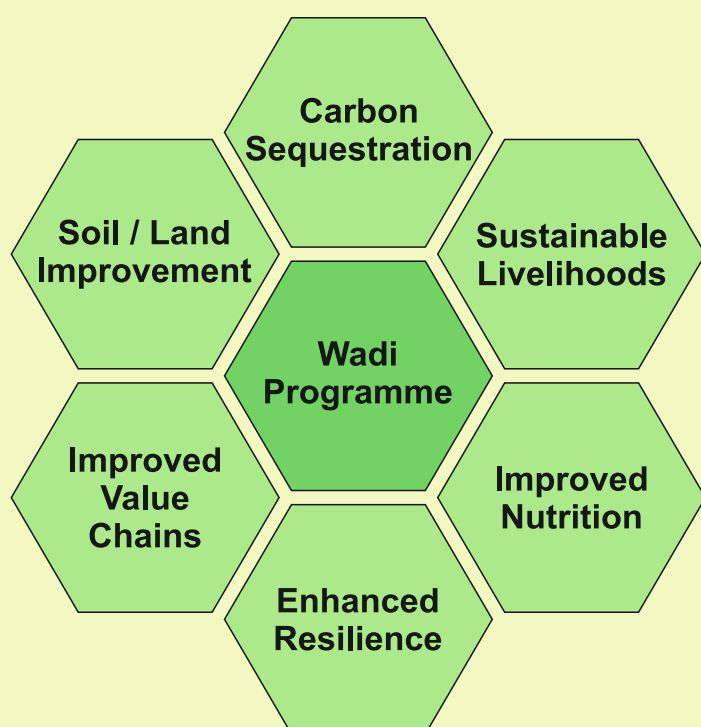 Carbon
Sequestration
Soil / Land
Improvement
Sustainable
Livelihoods
Wadi
Programme
Improved
Value
Chains
Improved
Nutrition
Enhanced
Resilience